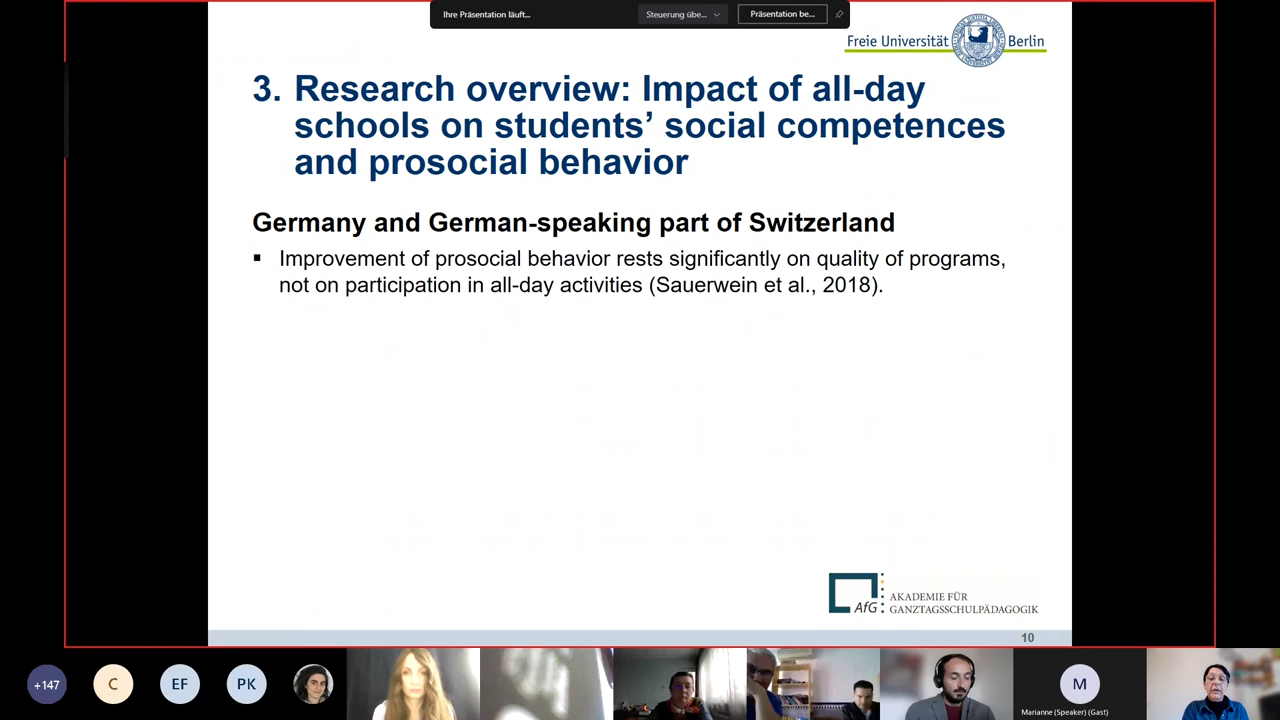 Ihre Präsentation läuft...
Steuerung übe...
Präsentation be...
Freie Universität Berlin
3. Research overview: Impact of all-day
schools on students’ social competences
and prosocial behavior
Germany and German-speaking part of Switzerland
▪ Improvement of prosocial behavior rests significantly on quality of programs,
not on participation in all-day activities (Sauerwein et al., 2018).
AfG
AKADEMIE FÜR
GANZTAGSSCHULPÄDAGOGIK
10
+147
C
EF
PK
M
Marianne (Speaker) (Gast)